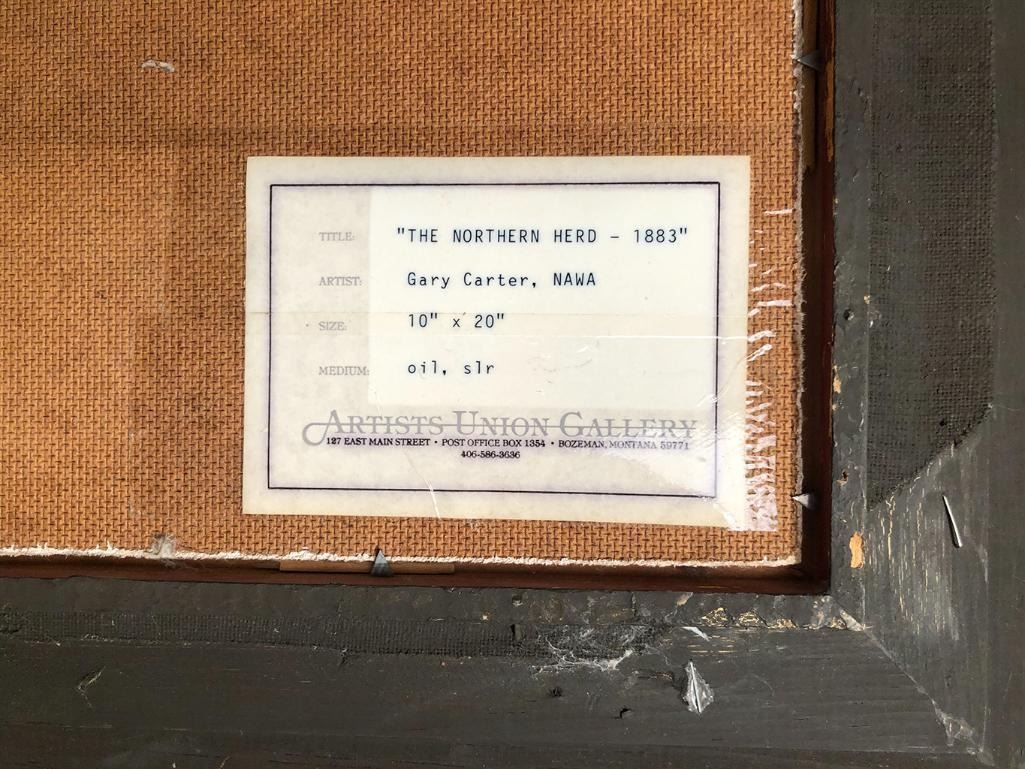 TITLE: "THE NORTHERN HERD - 1883"
ARTIST: Gary Carter, NAWA
SIZE: 10" x 20"
MEDIUM: oil, slr
ARTISTS UNION GALLERY
127 EAST MAIN STREET • POST OFFICE BOX 1354 • BOZEMAN, MONTANA 59771
406-586-3636